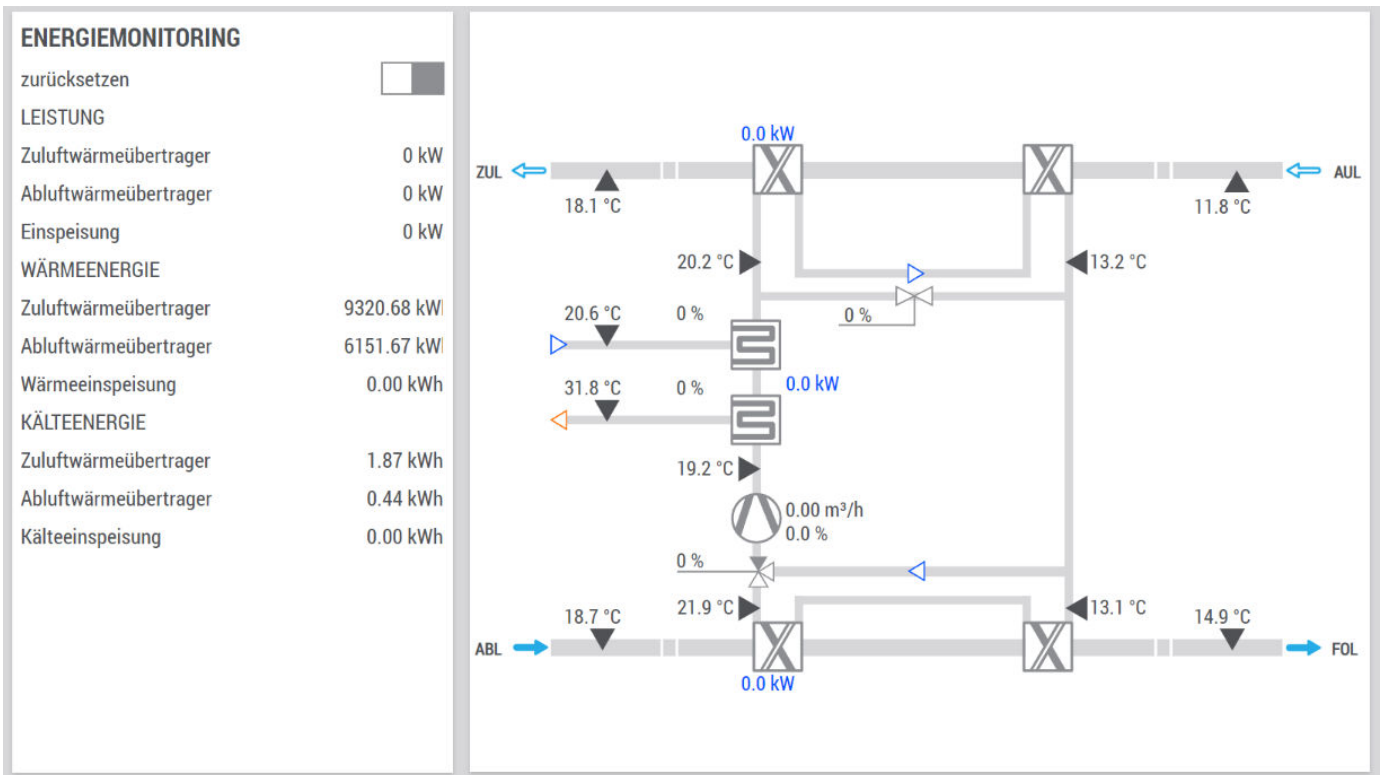 ENERGIEMONITORING
zurücksetzen
LEISTUNG
Zuluftwärmeübertrager 0 kW
Abluftwärmeübertrager 0 kW
Einspeisung 0 kW
WÄRMEENERGIE
Zuluftwärmeübertrager 9320.68 kW
Abluftwärmeübertrager 6151.67 kW
Wärmeeinspeisung 0.00 kWh
KÄLTEENERGIE
Zuluftwärmeübertrager 1.87 kWh
Abluftwärmeübertrager 0.44 kWh
Kälteeinspeisung 0.00 kWh
0.0 kW
ZUL AUL
18.1 °C 11.8 °C
20.2 °C 13.2 °C
20.6 °C 0 % 0 %
31.8 °C 0 % 0.0 kW
19.2 °C
0.00 m³/h
0.0 %
0 %
18.7 °C 21.9 °C 13.1 °C 14.9 °C
ABL FOL
0.0 kW